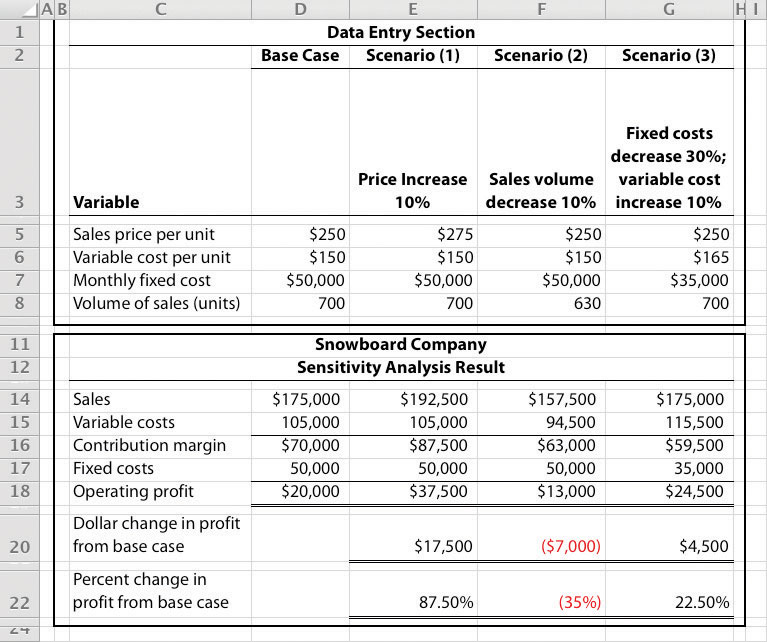 A B C D E F G H I
1 Data Entry Section
2 Base Case Scenario (1) Scenario (2) Scenario (3)
Fixed costs
decrease 30%;
Price Increase Sales volume variable cost
3 Variable 10% decrease 10% increase 10%
5 Sales price per unit $250 $275 $250 $250
6 Variable cost per unit $150 $150 $150 $165
7 Monthly fixed cost $50,000 $50,000 $50,000 $35,000
8 Volume of sales (units) 700 700 630 700
11 Snowboard Company
12 Sensitivity Analysis Result
14 Sales $175,000 $192,500 $157,500 $175,000
15 Variable costs 105,000 105,000 94,500 115,500
16 Contribution margin $70,000 $87,500 $63,000 $59,500
17 Fixed costs 50,000 50,000 50,000 35,000
18 Operating profit $20,000 $37,500 $13,000 $24,500
Dollar change in profit
20 from base case $17,500 ($7,000) $4,500
Percent change in
22 profit from base case 87.50% (35%) 22.50%